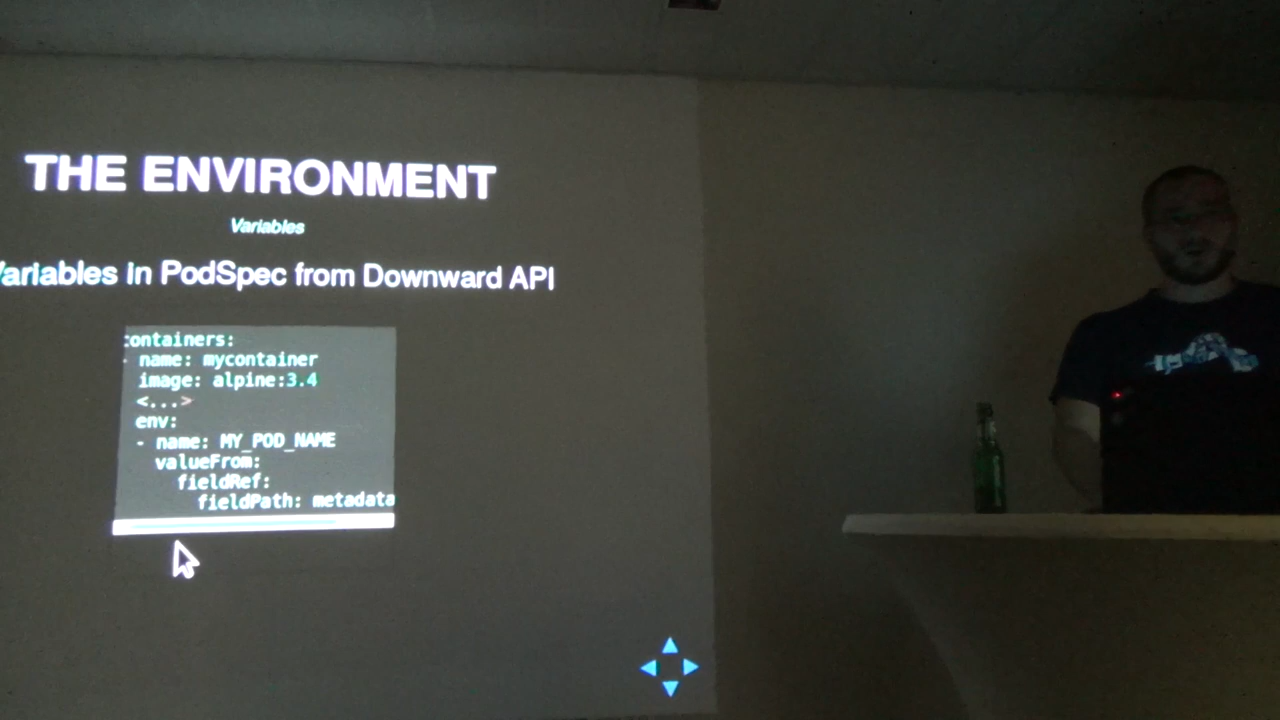 THE ENVIRONMENT
Variables
Variables in PodSpec from Downward API
containers:
- name: mycontainer
image: alpine:3.4
<...>
env:
- name: MY_POD_NAME
valueFrom:
fieldRef:
fieldPath: metadata